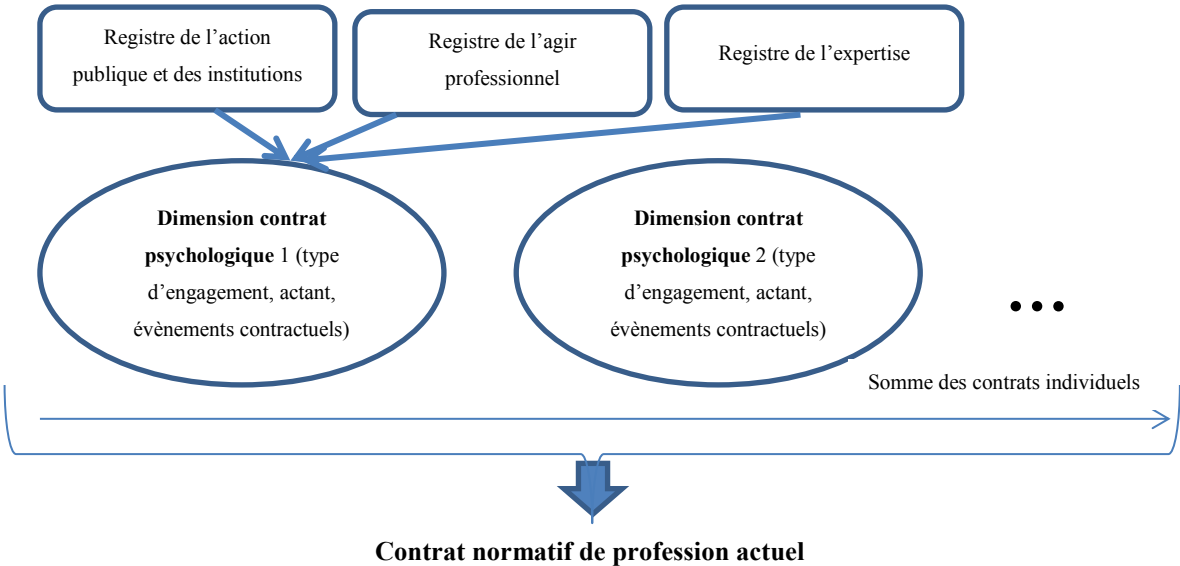 Registre de l’action
publique et des institutions
Registre de l’agir
professionnel
Registre de l’expertise
Dimension contrat
psychologique 1 (type
d’engagement, actant,
évènements contractuels)
Dimension contrat
psychologique 2 (type
d’engagement, actant,
évènements contractuels)
...
Somme des contrats individuels
Contrat normatif de profession actuel